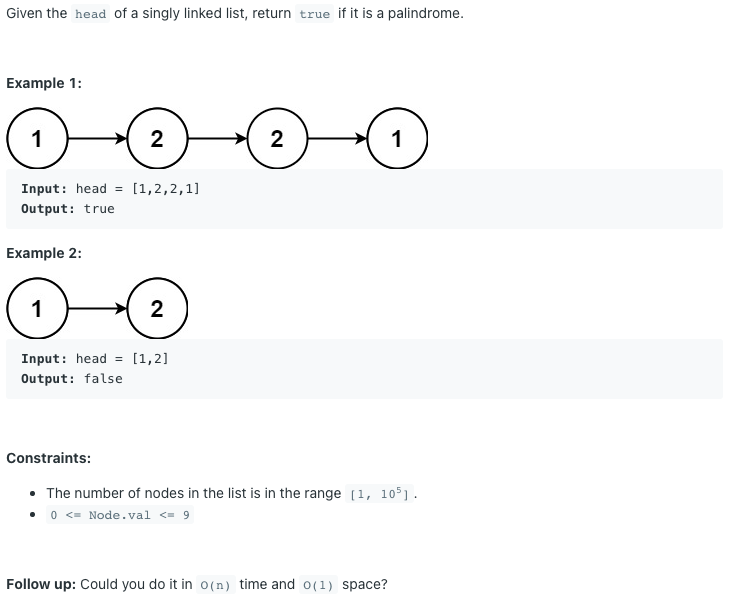 Given the head of a singly linked list, return true if it is a palindrome.
Example 1:
1 2 2 1
Input: head = [1,2,2,1]
Output: true
Example 2:
1 2
Input: head = [1,2]
Output: false
Constraints:
• The number of nodes in the list is in the range [1, 10⁵].
• 0 <= Node.val <= 9
Follow up: Could you do it in O(n) time and O(1) space?